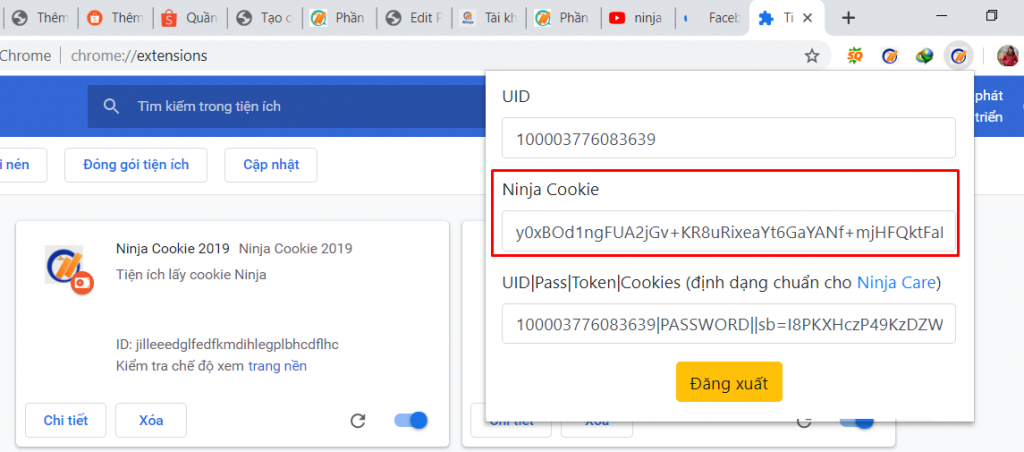 Thêm
Thêm
Quản
Tạo c
Phần
Edit P
Tài kh
Phần
ninja
Faceb
Ti
Chrome | chrome://extensions
Tìm kiếm trong tiện ích
phát
triển
i nén
Đóng gói tiện ích
Cập nhật
UID
100003776083639
Ninja Cookie
y0xBOd1ngFUA2jGv+KR8uRixeaYt6GaYANf+mjHFQktFal
UID|Pass|Token|Cookies (định dạng chuẩn cho Ninja Care)
100003776083639|PASSWORD||sb=I8PKXHczP49KzDZW
Đăng xuất
Ninja Cookie 2019 Ninja Cookie 2019
Tiện ích lấy cookie Ninja
ID: jilleeedglfedfkmdihlegplbhcdflhc
Kiểm tra chế độ xem trang nền
Chi tiết
Xóa
Chi tiết
Xóa